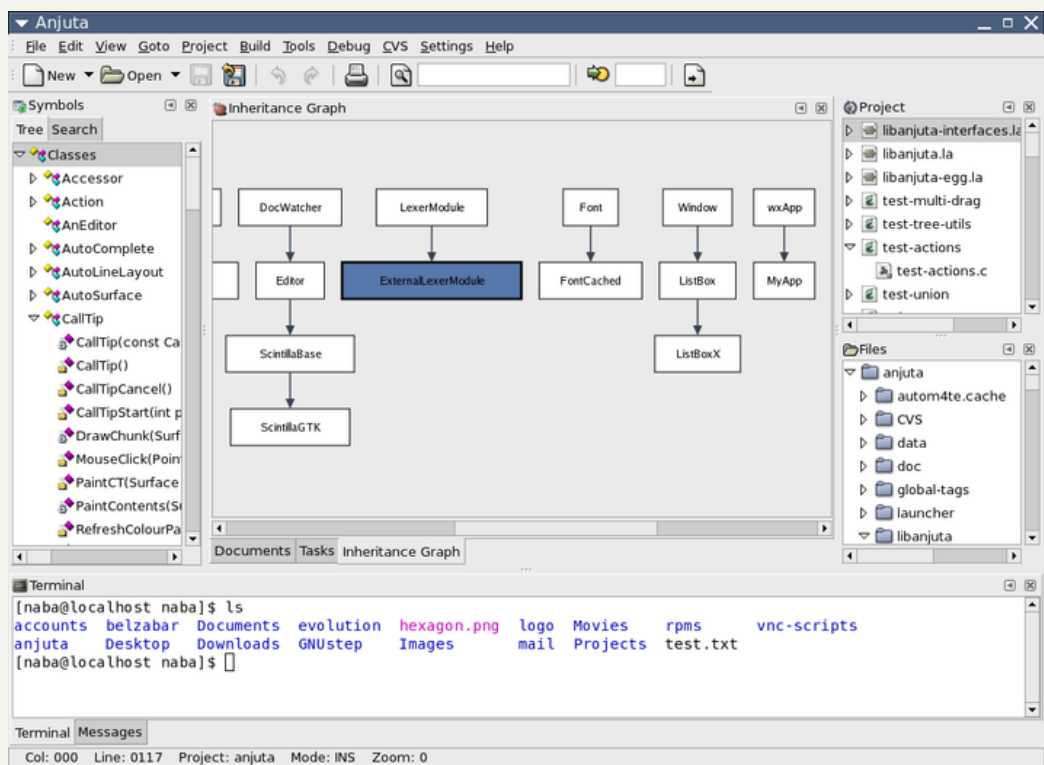 Anjuta
File Edit View Goto Project Build Tools Debug CVS Settings Help
New Open
Symbols
Tree Search
Classes
Accessor
Action
AnEditor
AutoComplete
AutoLineLayout
AutoSurface
CallTip
CallTip(const Ca
CallTip()
CallTipCancel()
CallTipStart(int p
DrawChunk(Surf
MouseClick(Poin
PaintCT(Surface
PaintContents(Su
RefreshColourPa
Inheritance Graph
DocWatcher LexerModule Font Window wxApp
Editor ExternalLexerModule FontCached ListBox MyApp
ScintillaBase ListBoxX
ScintillaGTK
Documents Tasks Inheritance Graph
Project
libanjuta-interfaces.la
libanjuta.la
libanjuta-egg.la
test-multi-drag
test-tree-utils
test-actions
test-actions.c
test-union
Files
anjuta
autom4te.cache
CVS
data
doc
global-tags
launcher
libanjuta
Terminal
[naba@localhost naba]$ ls
accounts belzabar Documents evolution hexagon.png logo Movies rpms vnc-scripts
anjuta Desktop Downloads GNUstep Images mail Projects test.txt
[naba@localhost naba]$
Terminal Messages
Col: 000 Line: 0117 Project: anjuta Mode: INS Zoom: 0